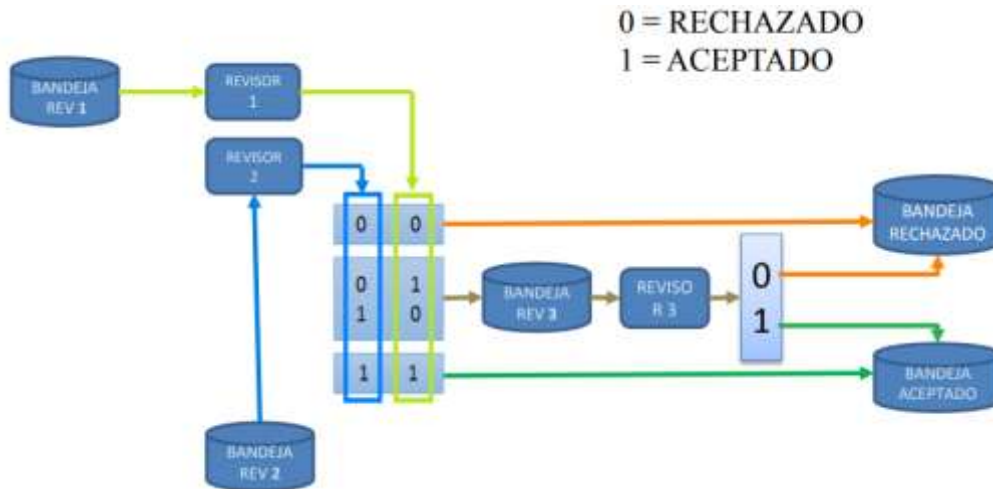 0 = RECHAZADO
1 = ACEPTADO
BANDEJA
REV 1
REVISOR
1
REVISOR
2
0 0
0 1
1 0
1 1
BANDEJA
REV 3
REVISO
R 3
0
1
BANDEJA
RECHAZADO
BANDEJA
ACEPTADO
BANDEJA
REV 2